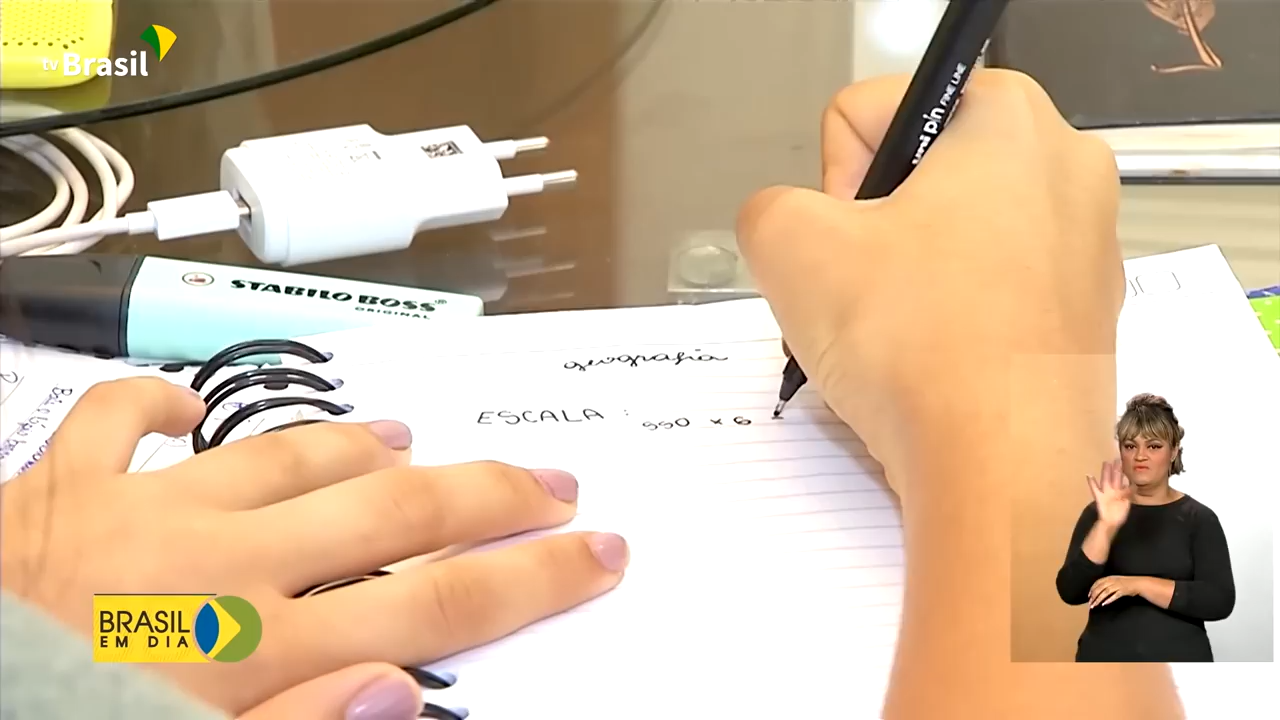 tv Brasil
uni pin FINE LINE
STABILO BOSS®
ORIGINAL
geografia
ESCALA :
550 x 6
BRASIL
EM DIA